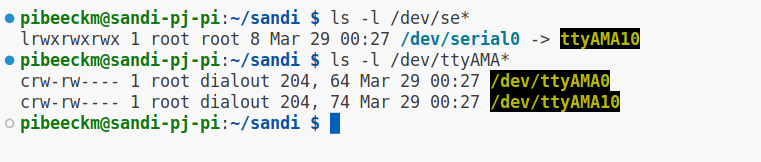 pibeeckm@sandi-pj-pi:~/sandi $ ls -l /dev/se*
lrwxrwxrwx 1 root root 8 Mar 29 00:27 /dev/serial0 -> ttyAMA10
pibeeckm@sandi-pj-pi:~/sandi $ ls -l /dev/ttyAMA*
crw-rw---- 1 root dialout 204, 64 Mar 29 00:27 /dev/ttyAMA0
crw-rw---- 1 root dialout 204, 74 Mar 29 00:27 /dev/ttyAMA10
pibeeckm@sandi-pj-pi:~/sandi $